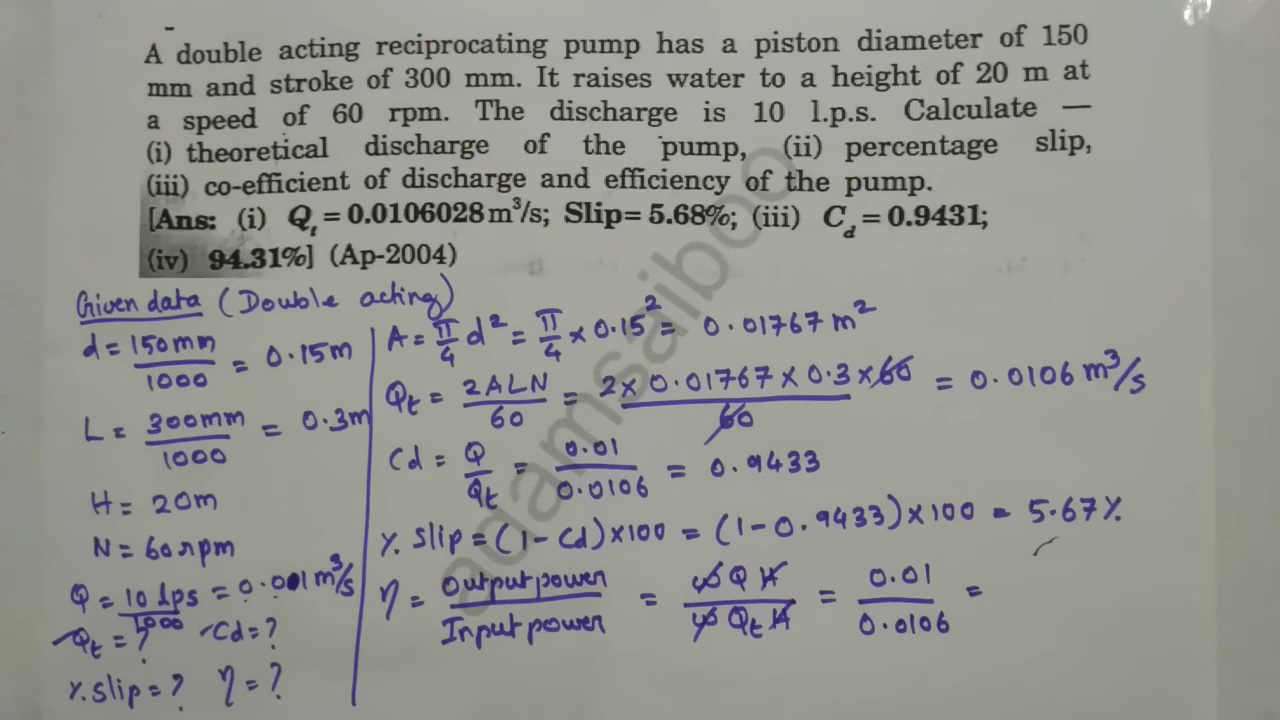 A double acting reciprocating pump has a piston diameter of 150
mm and stroke of 300 mm. It raises water to a height of 20 m at
a speed of 60 rpm. The discharge is 10 l.p.s. Calculate —
(i) theoretical discharge of the pump, (ii) percentage slip,
(iii) co-efficient of discharge and efficiency of the pump.
[Ans: (i) Qt = 0.0106028 m³/s; Slip= 5.68%; (iii) Cd = 0.9431;
(iv) 94.31%] (Ap-2004)
Given data (Double acting)
d = 150mm/1000 = 0.15m
L = 300mm/1000 = 0.3m
H = 20m
N = 60rpm
Q = 10 lps/1000 = 0.001m³/s
Qt = ? Cd = ?
%. slip = ? η = ?
A = π/4 d² = π/4 × 0.15² = 0.01767 m²
Qt = 2ALN/60 = 2 × 0.01767 × 0.3 × 60/60 = 0.0106 m³/s
Cd = Q/Qt = 0.01/0.0106 = 0.9433
%. slip = (1 - Cd) × 100 = (1 - 0.9433) × 100 = 5.67%
η = Output power/Input power = ωQH/ωQtH = 0.01/0.0106 =
adamsaiboo